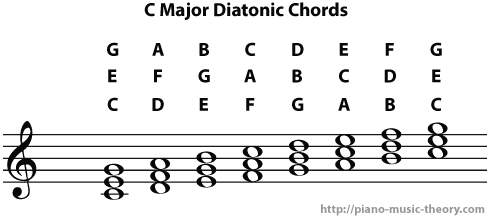 C Major Diatonic Chords
G A B C D E F G
E F G A B C D E
C D E F G A B C
http://piano-music-theory.com